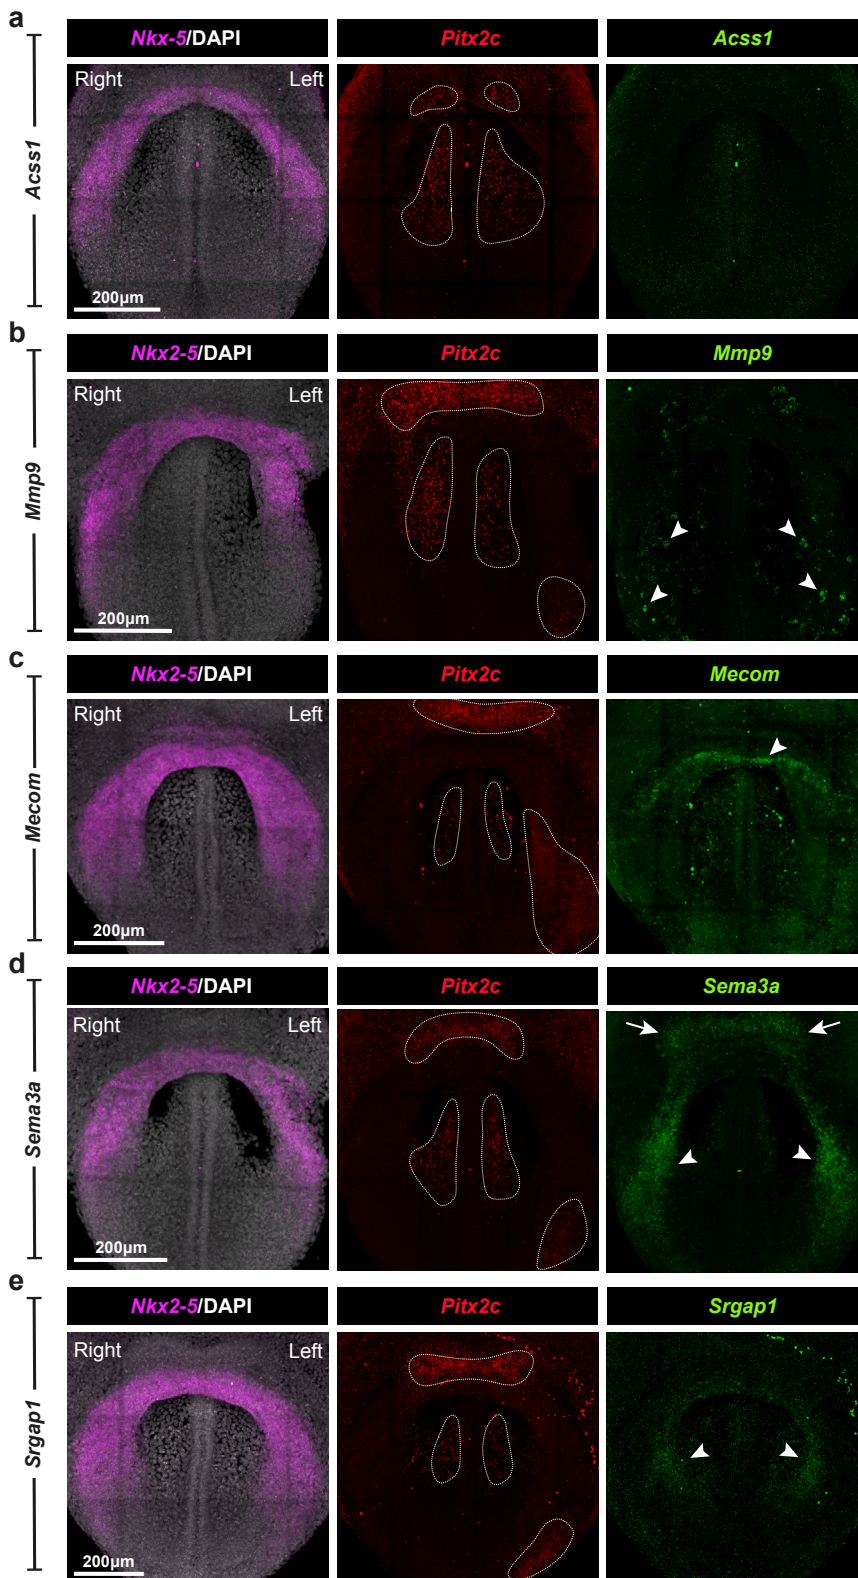 a
Nkx-5/DAPI
Pitx2c
Acss1
Acss1
Right
Left
200µm
b
Nkx2-5/DAPI
Pitx2c
Mmp9
Mmp9
Right
Left
200µm
c
Nkx2-5/DAPI
Pitx2c
Mecom
Mecom
Right
Left
200µm
d
Nkx2-5/DAPI
Pitx2c
Sema3a
Sema3a
Right
Left
200µm
e
Nkx2-5/DAPI
Pitx2c
Srgap1
Srgap1
Right
Left
200µm